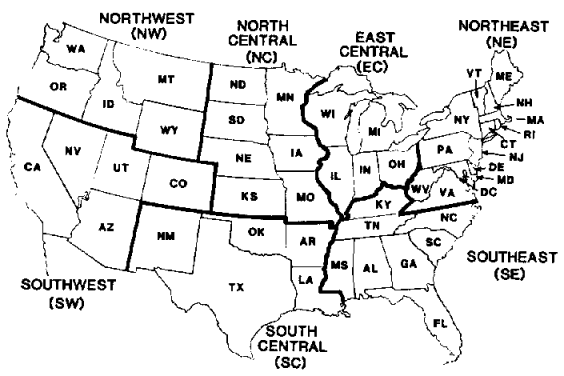 NORTHWEST
(NW)
NORTH
CENTRAL
(NC)
EAST
CENTRAL
(EC)
NORTHEAST
(NE)
WA
OR
ID
MT
WY
ND
SD
NE
KS
MN
IA
MO
WI
MI
IL
IN
OH
VT
ME
NH
MA
RI
CT
NY
PA
NJ
DE
MD
DC
WV
VA
CA
NV
UT
CO
AZ
NM
OK
TX
AR
LA
KY
TN
NC
SC
MS
AL
GA
FL
SOUTHWEST
(SW)
SOUTH
CENTRAL
(SC)
SOUTHEAST
(SE)